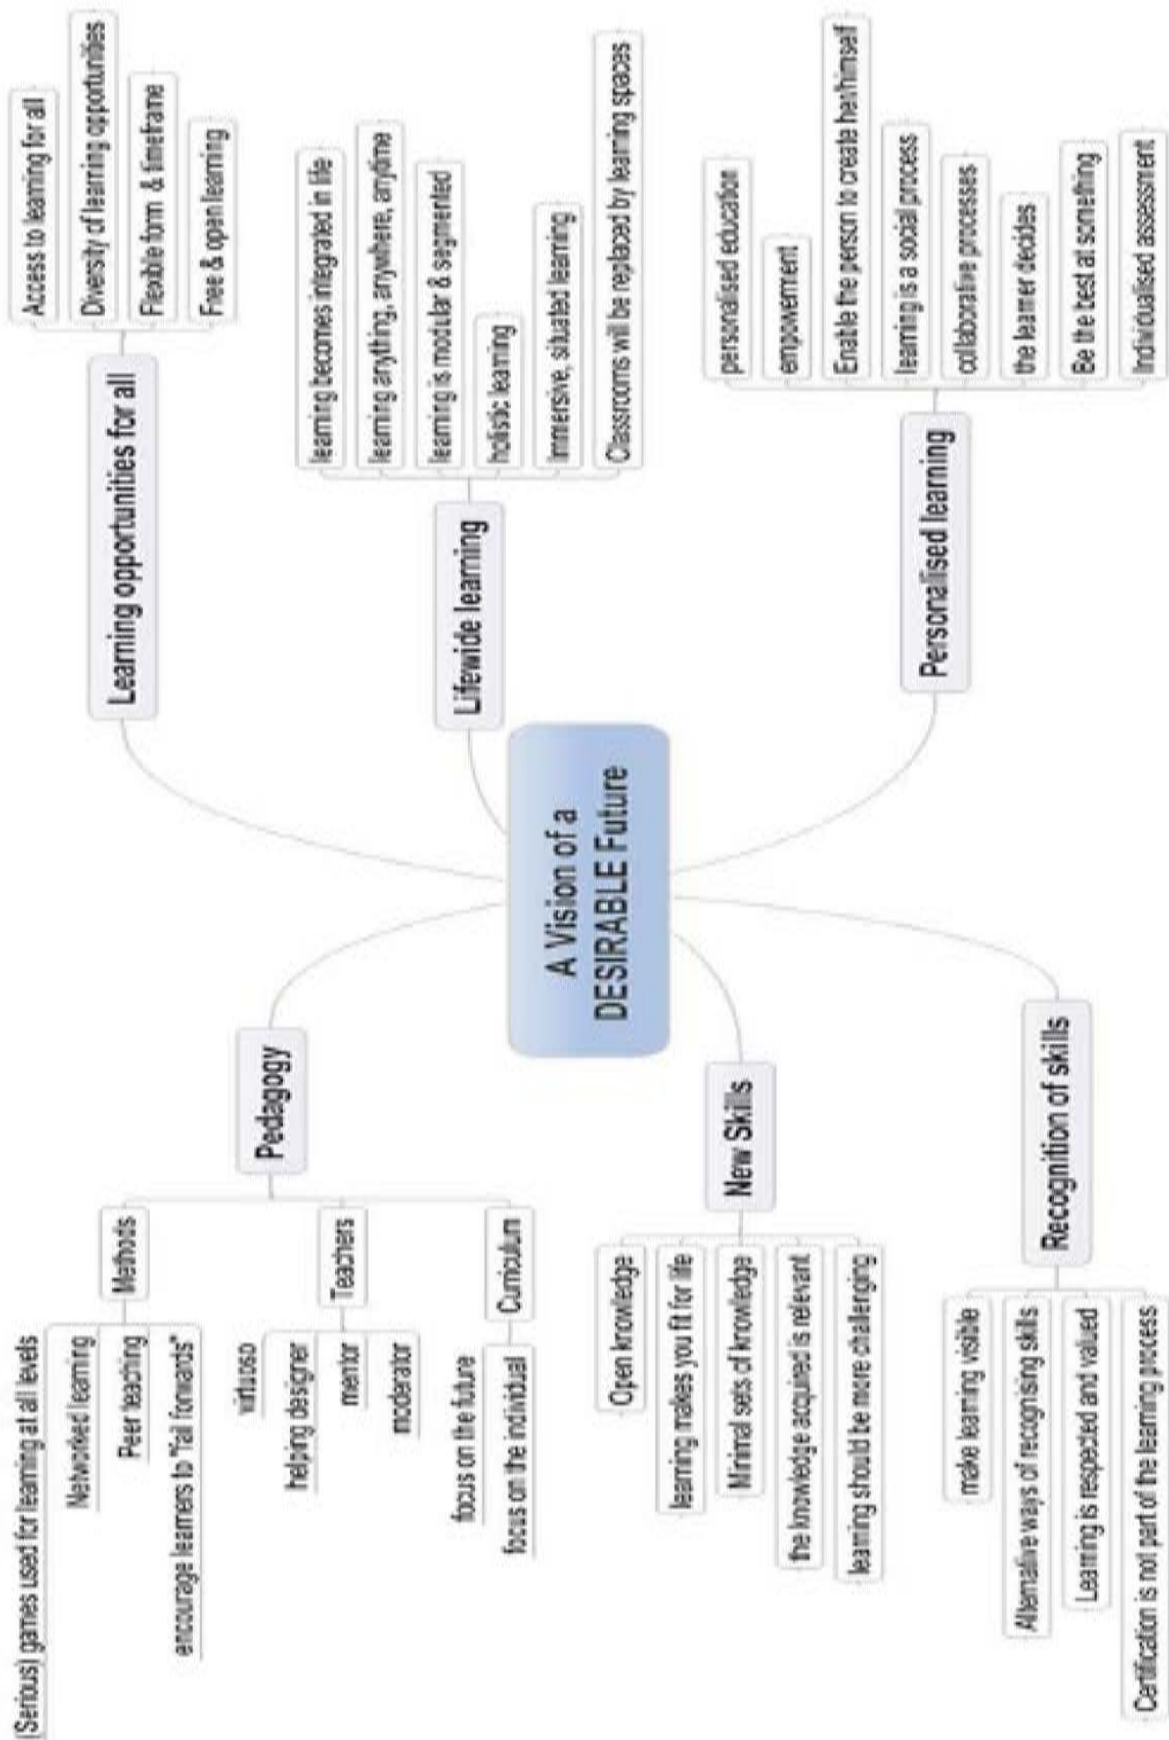 A Vision of a
DESIRABLE Future
Pedagogy
Methods
(Serious) games used for learning at all levels
Networked learning
Peer teaching
encourage learners to "fail forwards"
Teachers
virtuoso
helping designer
mentor
moderator
Curriculum
focus on the future
focus on the individual
New Skills
Open knowledge
learning makes you fit for life
Minimal sets of knowledge
the knowledge acquired is relevant
learning should be more challenging
Recognition of skills
make learning visible
Alternative ways of recognising skills
Learning is respected and valued
Certification is not part of the learning process
Learning opportunities for all
Access to learning for all
Diversity of learning opportunities
Flexible form & timeframe
Free & open learning
Lifewide learning
learning becomes integrated in life
learning anything, anywhere, anytime
learning is modular & segmented
holistic learning
immersive, situated learning
Classrooms will be replaced by learning spaces
Personalised learning
personalised education
empowerment
Enable the person to create her/himself
learning is a social process
collaborative processes
the learner decides
Be the best at something
Individualised assessment